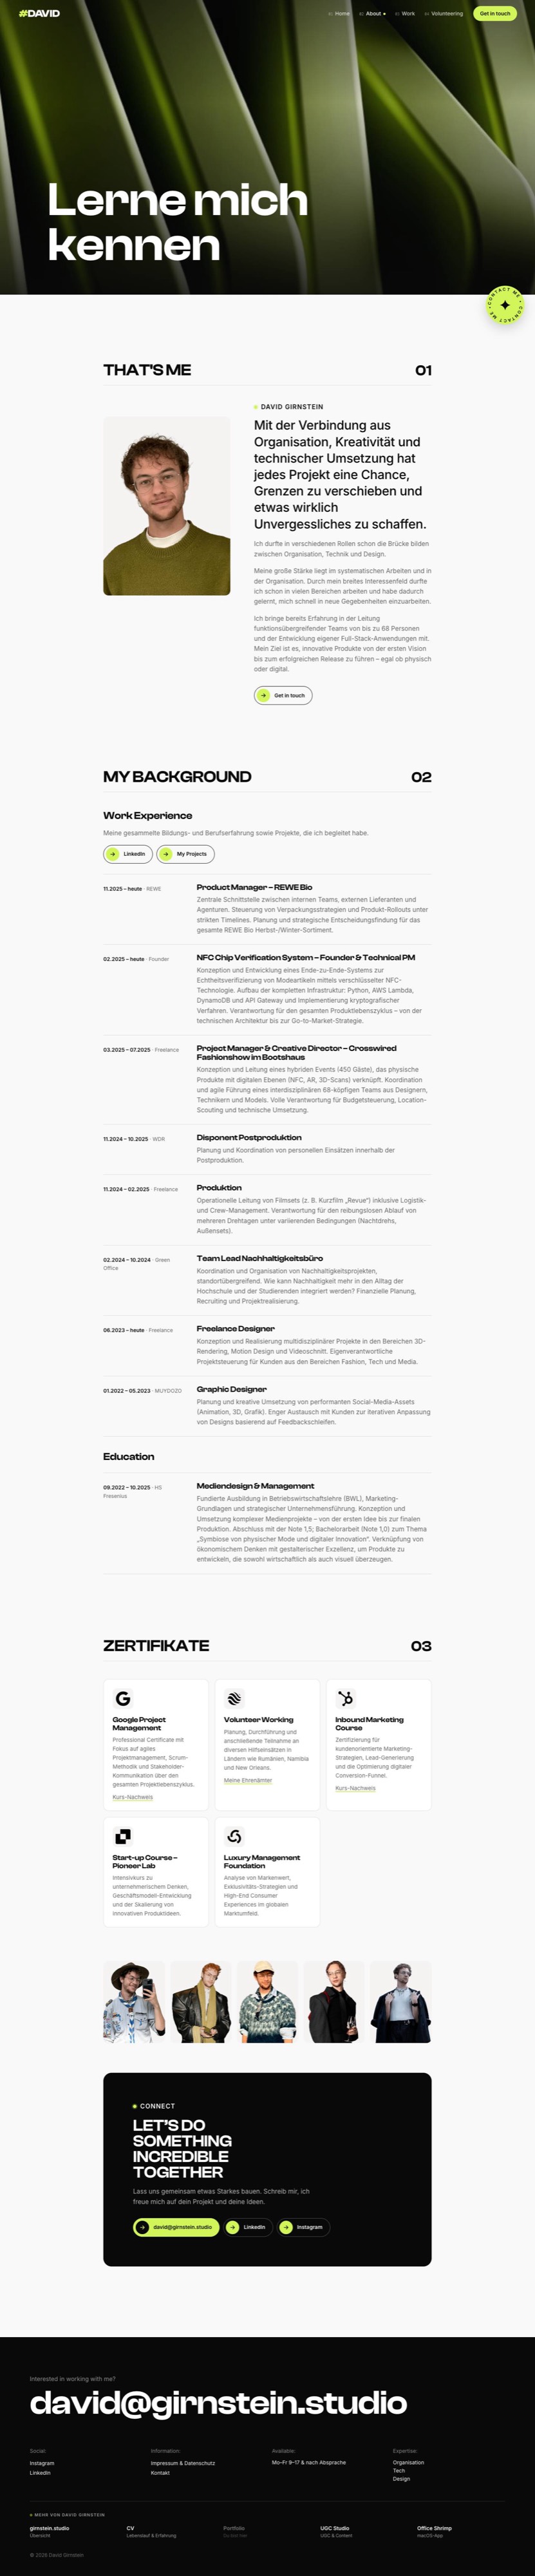 #DAVID
01 Home
02 About
03 Work
04 Volunteering
Get in touch
Lerne mich
kennen
CONTACT ME • CONTACT ME •
THAT'S ME
01
DAVID GIRNSTEIN
Mit der Verbindung aus
Organisation, Kreativität und
technischer Umsetzung hat
jedes Projekt eine Chance,
Grenzen zu verschieben und
etwas wirklich
Unvergessliches zu schaffen.
Ich durfte in verschiedenen Rollen schon die Brücke bilden
zwischen Organisation, Technik und Design.
Meine große Stärke liegt im systematischen Arbeiten und in
der Organisation. Durch mein breites Interessenfeld durfte
ich schon in vielen Bereichen arbeiten und habe dadurch
gelernt, mich schnell in neue Gegebenheiten einzuarbeiten.
Ich bringe bereits Erfahrung in der Leitung
funktionsübergreifender Teams von bis zu 68 Personen
und der Entwicklung eigener Full-Stack-Anwendungen mit.
Mein Ziel ist es, innovative Produkte von der ersten Vision
bis zum erfolgreichen Release zu führen – egal ob physisch
oder digital.
Get in touch
MY BACKGROUND
02
Work Experience
Meine gesammelte Bildungs- und Berufserfahrung sowie Projekte, die ich begleitet habe.
LinkedIn
My Projects
11.2025 – heute · REWE
Product Manager – REWE Bio
Zentrale Schnittstelle zwischen internen Teams, externen Lieferanten und
Agenturen. Steuerung von Verpackungsstrategien und Produkt-Rollouts unter
strikten Timelines. Planung und strategische Entscheidungsfindung für das
gesamte REWE Bio Herbst-/Winter-Sortiment.
02.2025 – heute · Founder
NFC Chip Verification System – Founder & Technical PM
Konzeption und Entwicklung eines Ende-zu-Ende-Systems zur
Echtheitsverifizierung von Modeartikeln mittels verschlüsselter NFC-
Technologie. Aufbau der kompletten Infrastruktur: Python, AWS Lambda,
DynamoDB und API Gateway und Implementierung kryptografischer
Verfahren. Verantwortung für den gesamten Produktlebenszyklus – von der
technischen Architektur bis zur Go-to-Market-Strategie.
03.2025 – 07.2025 · Freelance
Project Manager & Creative Director – Crosswired
Fashionshow im Bootshaus
Konzeption und Leitung eines hybriden Events (450 Gäste), das physische
Produkte mit digitalen Ebenen (NFC, AR, 3D-Scans) verknüpft. Koordination
und agile Führung eines interdisziplinären 68-köpfigen Teams aus Designern,
Technikern und Models. Volle Verantwortung für Budgetsteuerung, Location-
Scouting und technische Umsetzung.
11.2024 – 10.2025 · WDR
Disponent Postproduktion
Planung und Koordination von personellen Einsätzen innerhalb der
Postproduktion.
11.2024 – 02.2025 · Freelance
Produktion
Operationelle Leitung von Filmsets (z. B. Kurzfilm „Revue“) inklusive Logistik-
und Crew-Management. Verantwortung für den reibungslosen Ablauf von
mehreren Drehtagen unter variierenden Bedingungen (Nachtdrehs,
Außensets).
02.2024 – 10.2024 · Green
Office
Team Lead Nachhaltigkeitsbüro
Koordination und Organisation von Nachhaltigkeitsprojekten,
standortübergreifend. Wie kann Nachhaltigkeit mehr in den Alltag der
Hochschule und der Studierenden integriert werden? Finanzielle Planung,
Recruiting und Projektrealisierung.
06.2023 – heute · Freelance
Freelance Designer
Konzeption und Realisierung multidisziplinärer Projekte in den Bereichen 3D-
Rendering, Motion Design und Videoschnitt. Eigenverantwortliche
Projektsteuerung für Kunden aus den Bereichen Fashion, Tech und Media.
01.2022 – 05.2023 · MUYDOZO
Graphic Designer
Planung und kreative Umsetzung von performanten Social-Media-Assets
(Animation, 3D, Grafik). Enger Austausch mit Kunden zur iterativen Anpassung
von Designs basierend auf Feedbackschleifen.
Education
09.2022 – 10.2025 · HS
Fresenius
Mediendesign & Management
Fundierte Ausbildung in Betriebswirtschaftslehre (BWL), Marketing-
Grundlagen und strategischer Unternehmensführung. Konzeption und
Umsetzung komplexer Medienprojekte – von der ersten Idee bis zur finalen
Produktion. Abschluss mit der Note 1,5; Bachelorarbeit (Note 1,0) zum Thema
„Symbiose von physischer Mode und digitaler Innovation“. Verknüpfung von
ökonomischem Denken mit gestalterischer Exzellenz, um Produkte zu
entwickeln, die sowohl wirtschaftlich als auch visuell überzeugen.
ZERTIFIKATE
03
Google Project
Management
Professional Certificate mit
Fokus auf agiles
Projektmanagement, Scrum-
Methodik und Stakeholder-
Kommunikation über den
gesamten Projektlebenszyklus.
Kurs-Nachweis
Volunteer Working
Planung, Durchführung und
anschließende Teilnahme an
diversen Hilfseinsätzen in
Ländern wie Rumänien, Namibia
und New Orleans.
Meine Ehrenämter
Inbound Marketing
Course
Zertifizierung für
kundenorientierte Marketing-
Strategien, Lead-Generierung
und die Optimierung digitaler
Conversion-Funnel.
Kurs-Nachweis
Start-up Course –
Pioneer Lab
Intensivkurs zu
unternehmerischem Denken,
Geschäftsmodell-Entwicklung
und der Skalierung von
innovativen Produktideen.
Luxury Management
Foundation
Analyse von Markenwert,
Exklusivitäts-Strategien und
High-End Consumer
Experiences im globalen
Marktumfeld.
CONNECT
LET'S DO
SOMETHING
INCREDIBLE
TOGETHER
Lass uns gemeinsam etwas Starkes bauen. Schreib mir, ich
freue mich auf dein Projekt und deine Ideen.
david@girnstein.studio
LinkedIn
Instagram
Interested in working with me?
david@girnstein.studio
Social:
Instagram
LinkedIn
Information:
Impressum & Datenschutz
Kontakt
Available:
Mo–Fr 9–17 & nach Absprache
Expertise:
Organisation
Tech
Design
MEHR VON DAVID GIRNSTEIN
girnstein.studio
Übersicht
CV
Lebenslauf & Erfahrung
Portfolio
Du bist hier
UGC Studio
UGC & Content
Office Shrimp
macOS-App
© 2026 David Girnstein